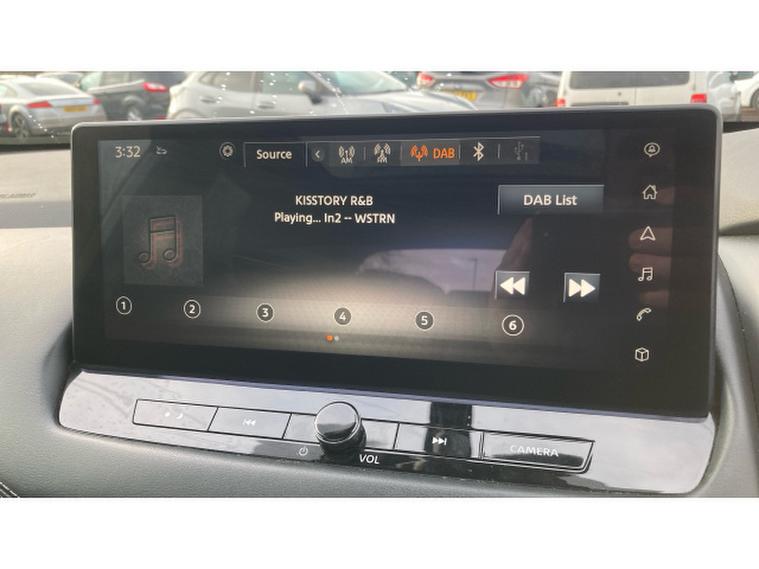 3:32 Source AM FM DAB
KISSTORY R&B
Playing... In2 -- WSTRN
DAB List
1 2 3 4 5 6
VOL
CAMERA